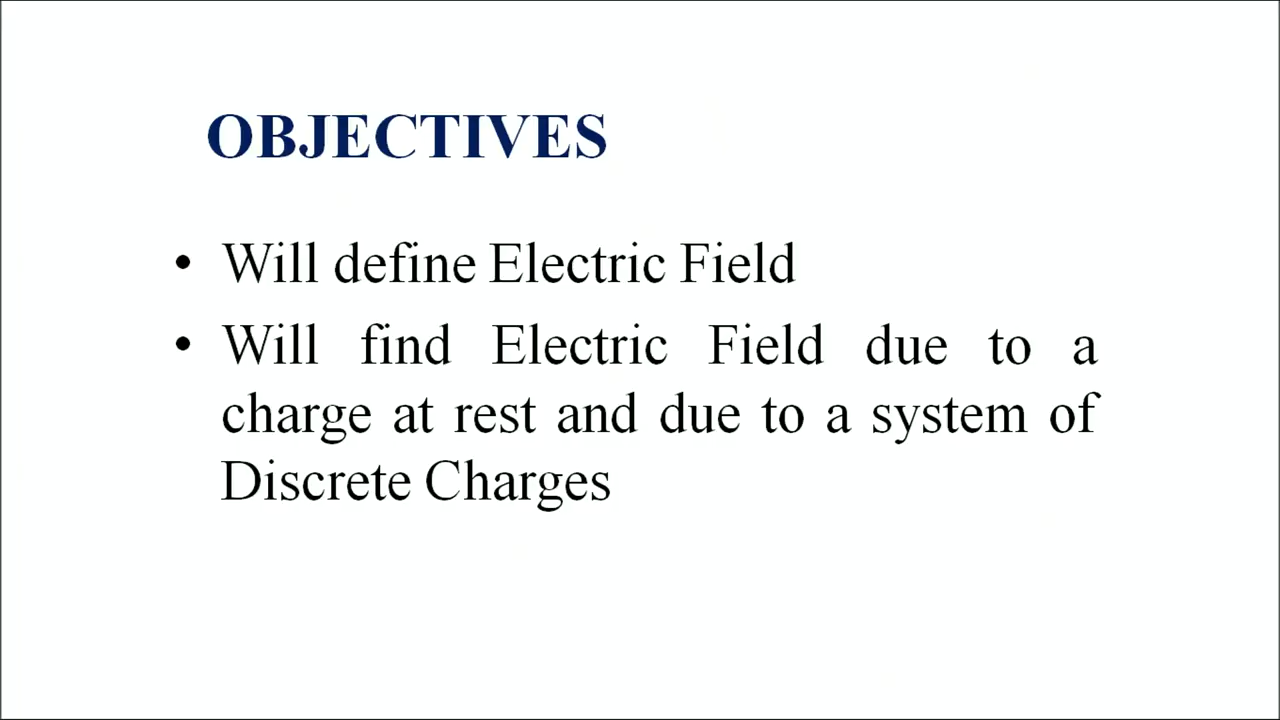 OBJECTIVES
• Will define Electric Field
• Will find Electric Field due to a
charge at rest and due to a system of
Discrete Charges